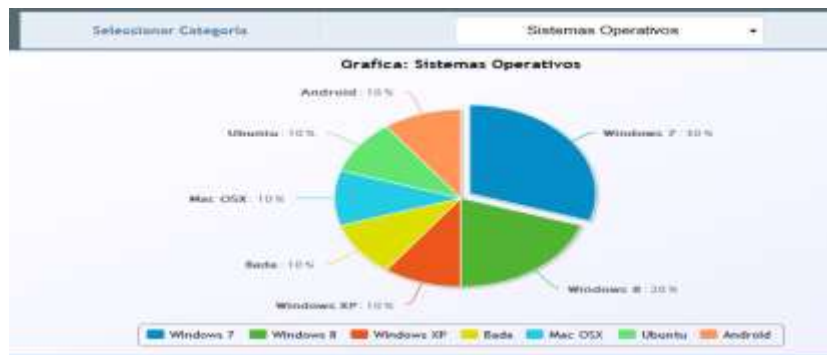 Seleccionar Categoria
Sistemas Operativos
Grafica: Sistemas Operativos
Android: 10 %
Ubuntu: 10 %
Windows 7: 30 %
Mac OSX: 10 %
Bada: 10 %
Windows 8: 20 %
Windows XP: 10 %
Windows 7 Windows 8 Windows XP Bada Mac OSX Ubuntu Android